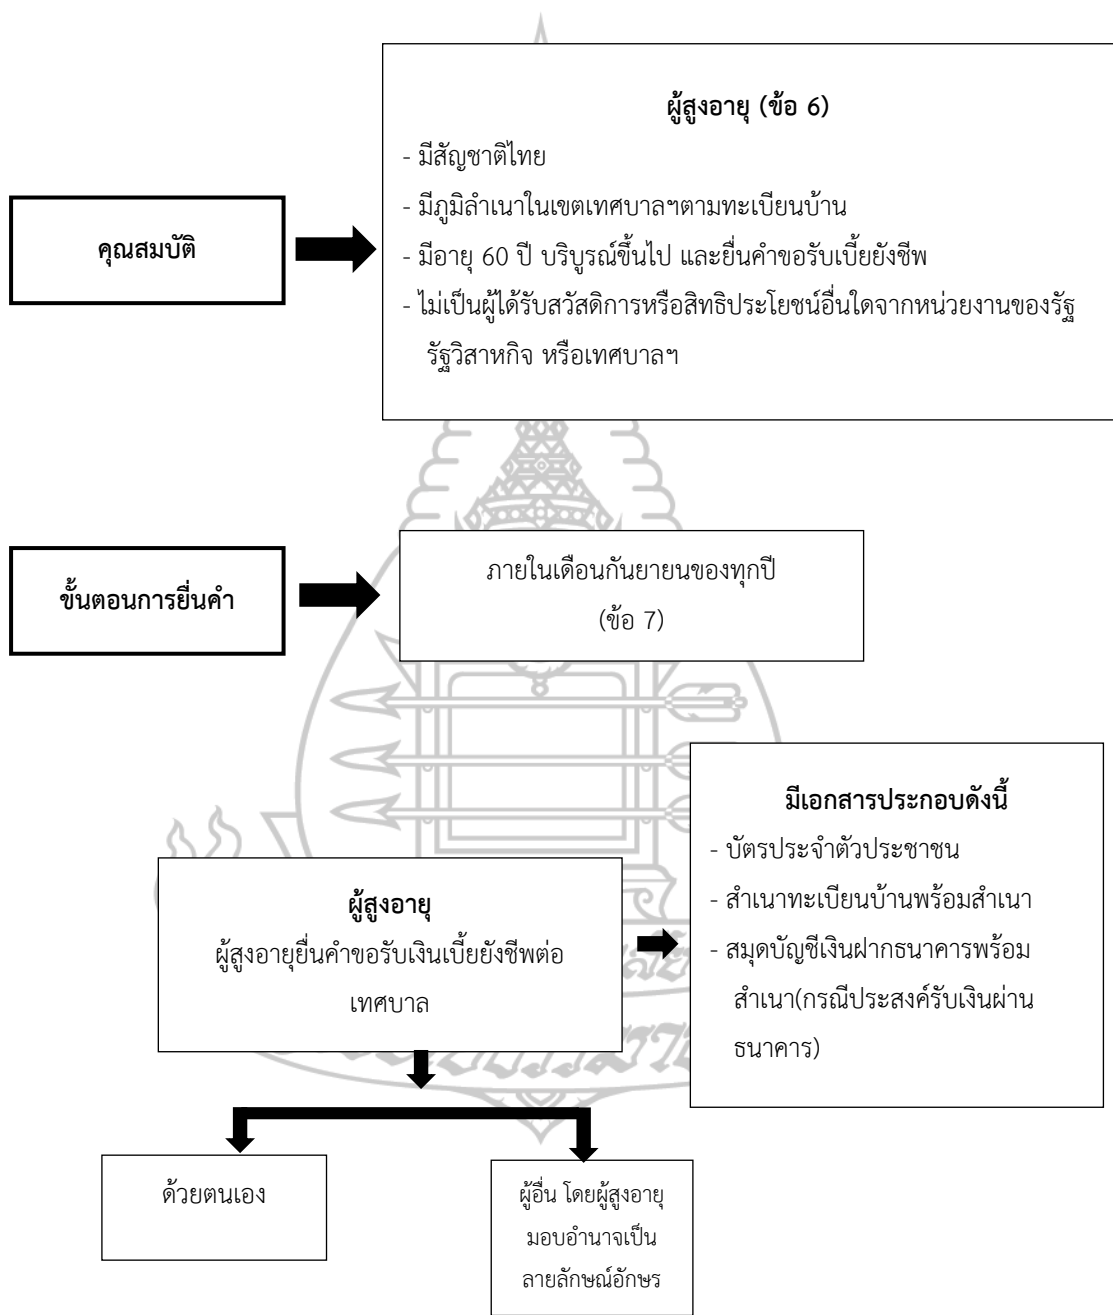 ผู้สูงอายุ (ข้อ 6)
- มีสัญชาติไทย
- มีภูมิลำเนาในเขตเทศบาลฯตามทะเบียนบ้าน
- มีอายุ 60 ปี บริบูรณ์ขึ้นไป และยื่นคำขอรับเบี้ยยังชีพ
- ไม่เป็นผู้ได้รับสวัสดิการหรือสิทธิประโยชน์อื่นใดจากหน่วยงานของรัฐ
รัฐวิสาหกิจ หรือเทศบาลฯ
คุณสมบัติ
ขั้นตอนการยื่นคำ
ภายในเดือนกันยายนของทุกปี
(ข้อ 7)
ผู้สูงอายุ
ผู้สูงอายุยื่นคำขอรับเงินเบี้ยยังชีพต่อ
เทศบาล
มีเอกสารประกอบดังนี้
- บัตรประจำตัวประชาชน
- สำเนาทะเบียนบ้านพร้อมสำเนา
- สมุดบัญชีเงินฝากธนาคารพร้อม
สำเนา(กรณีประสงค์รับเงินผ่าน
ธนาคาร)
ด้วยตนเอง
ผู้อื่น โดยผู้สูงอายุ
มอบอำนาจเป็น
ลายลักษณ์อักษร